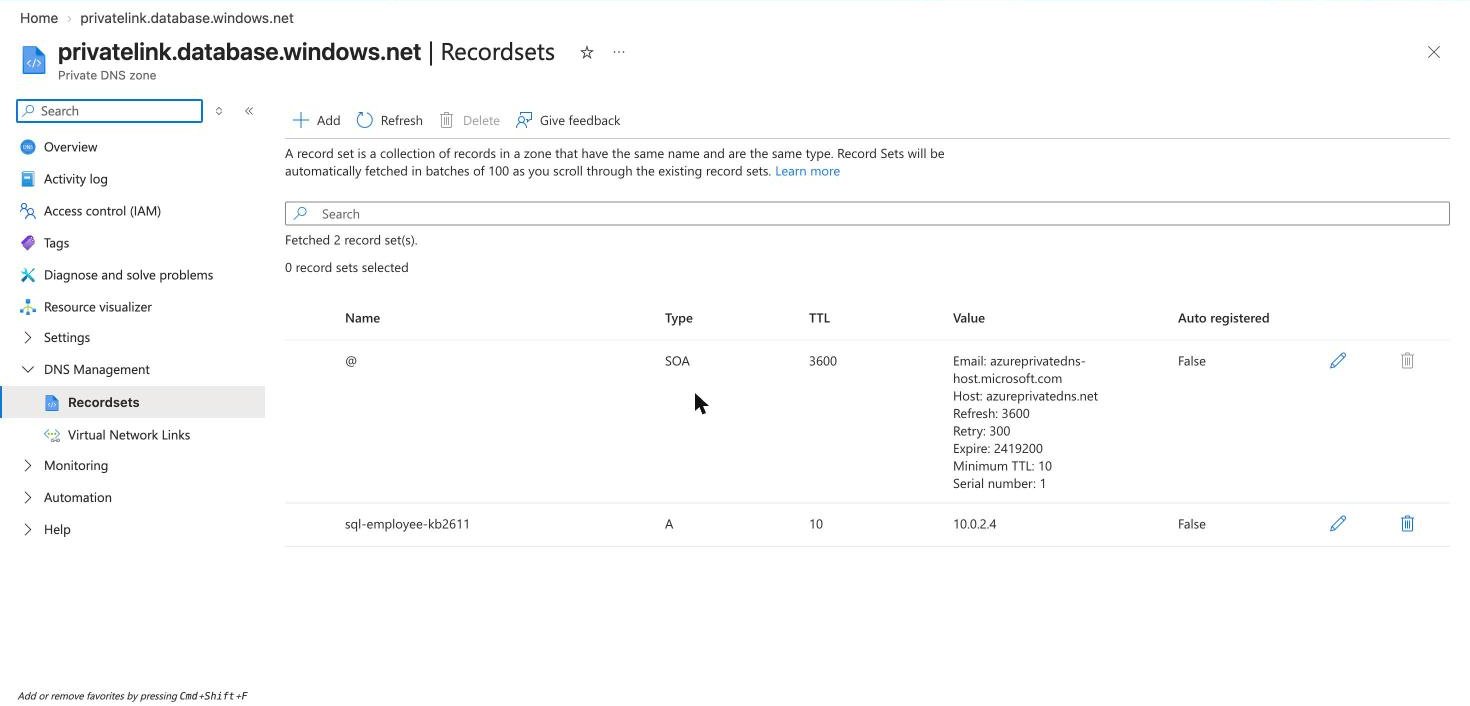 Home › privatelink.database.windows.net
privatelink.database.windows.net | Recordsets ☆ ···
Private DNS zone
Search
Overview
Activity log
Access control (IAM)
Tags
Diagnose and solve problems
Resource visualizer
Settings
DNS Management
Recordsets
Virtual Network Links
Monitoring
Automation
Help
Add or remove favorites by pressing Cmd+Shift+F
Add Refresh Delete Give feedback
A record set is a collection of records in a zone that have the same name and are the same type. Record Sets will be
automatically fetched in batches of 100 as you scroll through the existing record sets. Learn more
Search
Fetched 2 record set(s).
0 record sets selected
Name Type TTL Value Auto registered
@ SOA 3600 Email: azureprivatedns- False
host.microsoft.com
Host: azureprivatedns.net
Refresh: 3600
Retry: 300
Expire: 2419200
Minimum TTL: 10
Serial number: 1
sql-employee-kb2611 A 10 10.0.2.4 False